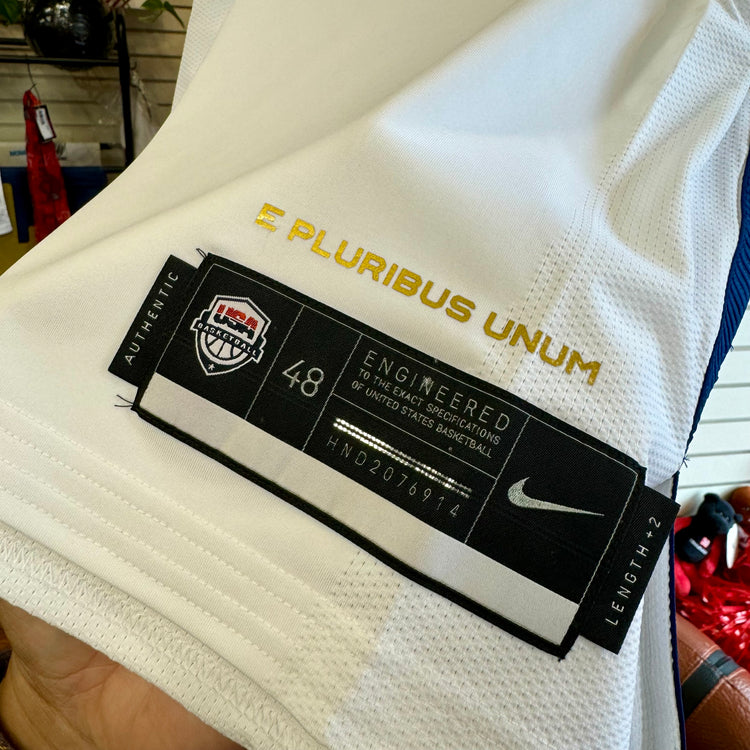 E PLURIBUS UNUM
AUTHENTIC
USA
BASKETBALL
48
ENGINEERED
TO THE EXACT SPECIFICATIONS
OF UNITED STATES BASKETBALL
HND2076914
LENGTH +2